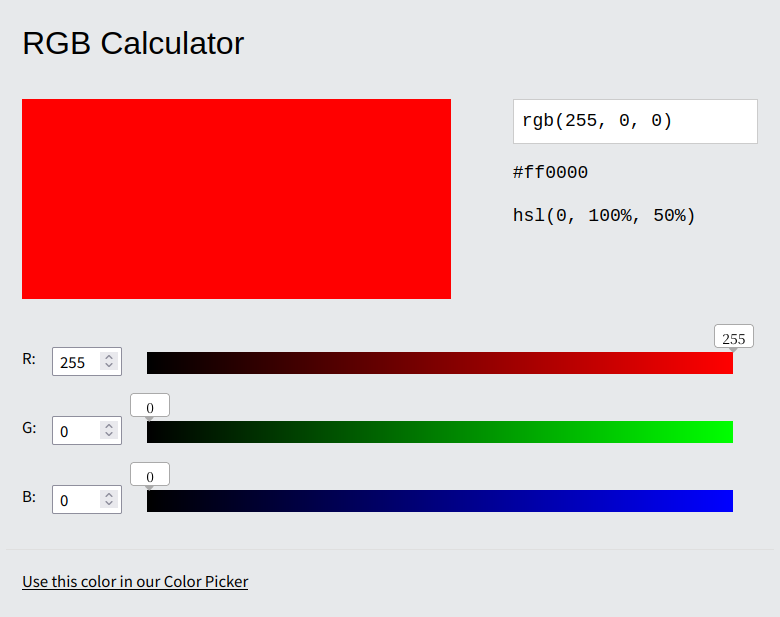 RGB Calculator
rgb(255, 0, 0)
#ff0000
hsl(0, 100%, 50%)
255
R: 255
0
G: 0
0
B: 0
Use this color in our Color Picker